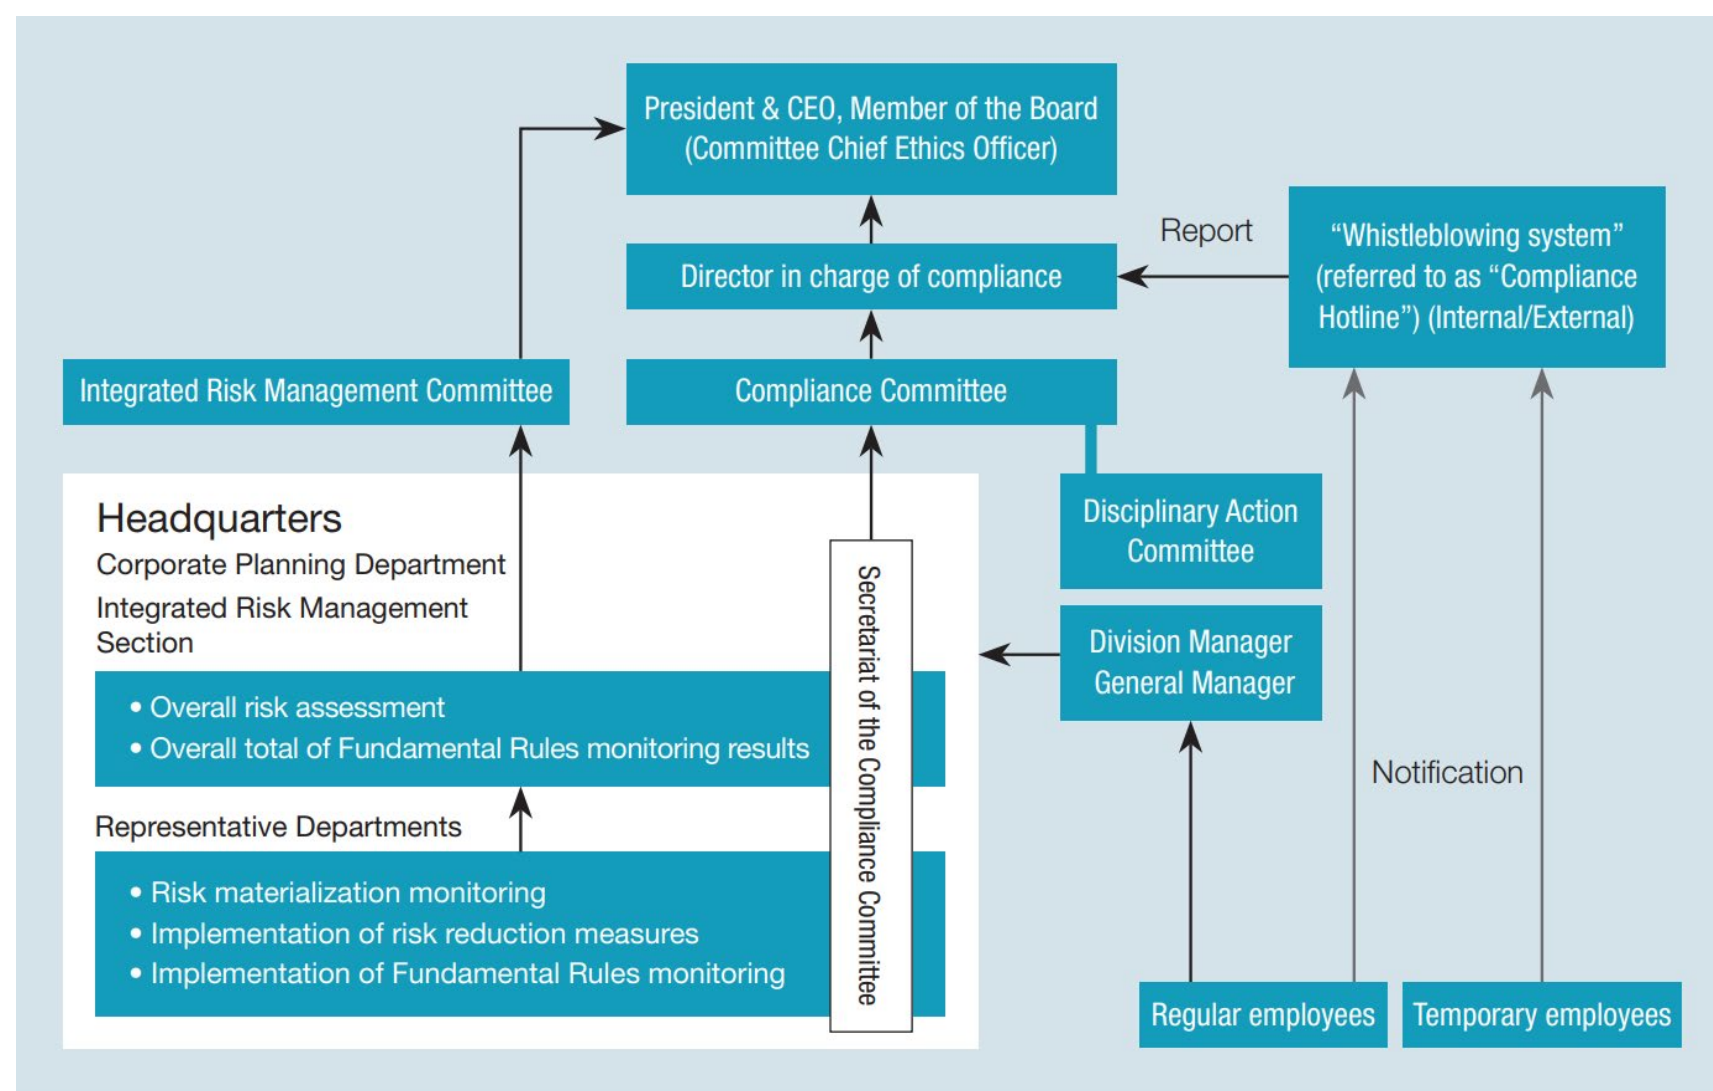 President & CEO, Member of the Board
(Committee Chief Ethics Officer)
Report
“Whistleblowing system”
(referred to as “Compliance
Hotline”) (Internal/External)
Director in charge of compliance
Integrated Risk Management Committee
Compliance Committee
Disciplinary Action
Committee
Headquarters
Corporate Planning Department
Integrated Risk Management
Section
• Overall risk assessment
• Overall total of Fundamental Rules monitoring results
Representative Departments
• Risk materialization monitoring
• Implementation of risk reduction measures
• Implementation of Fundamental Rules monitoring
Secretariat of the Compliance Committee
Division Manager
General Manager
Notification
Regular employees
Temporary employees